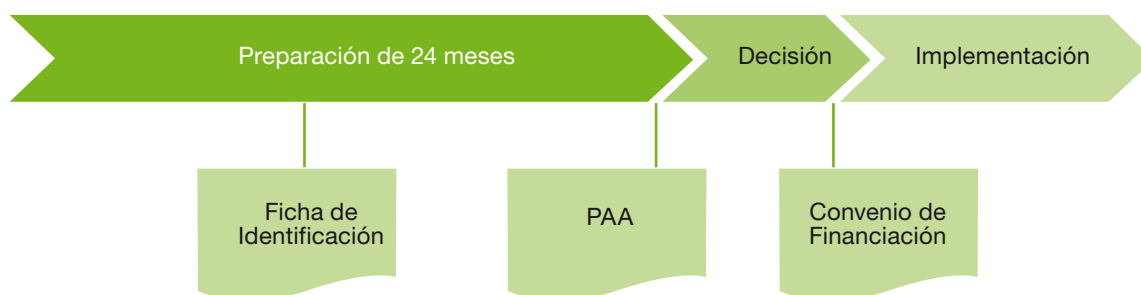 Preparación de 24 meses
Decisión
Implementación
Ficha de
Identificación
PAA
Convenio de
Financiación